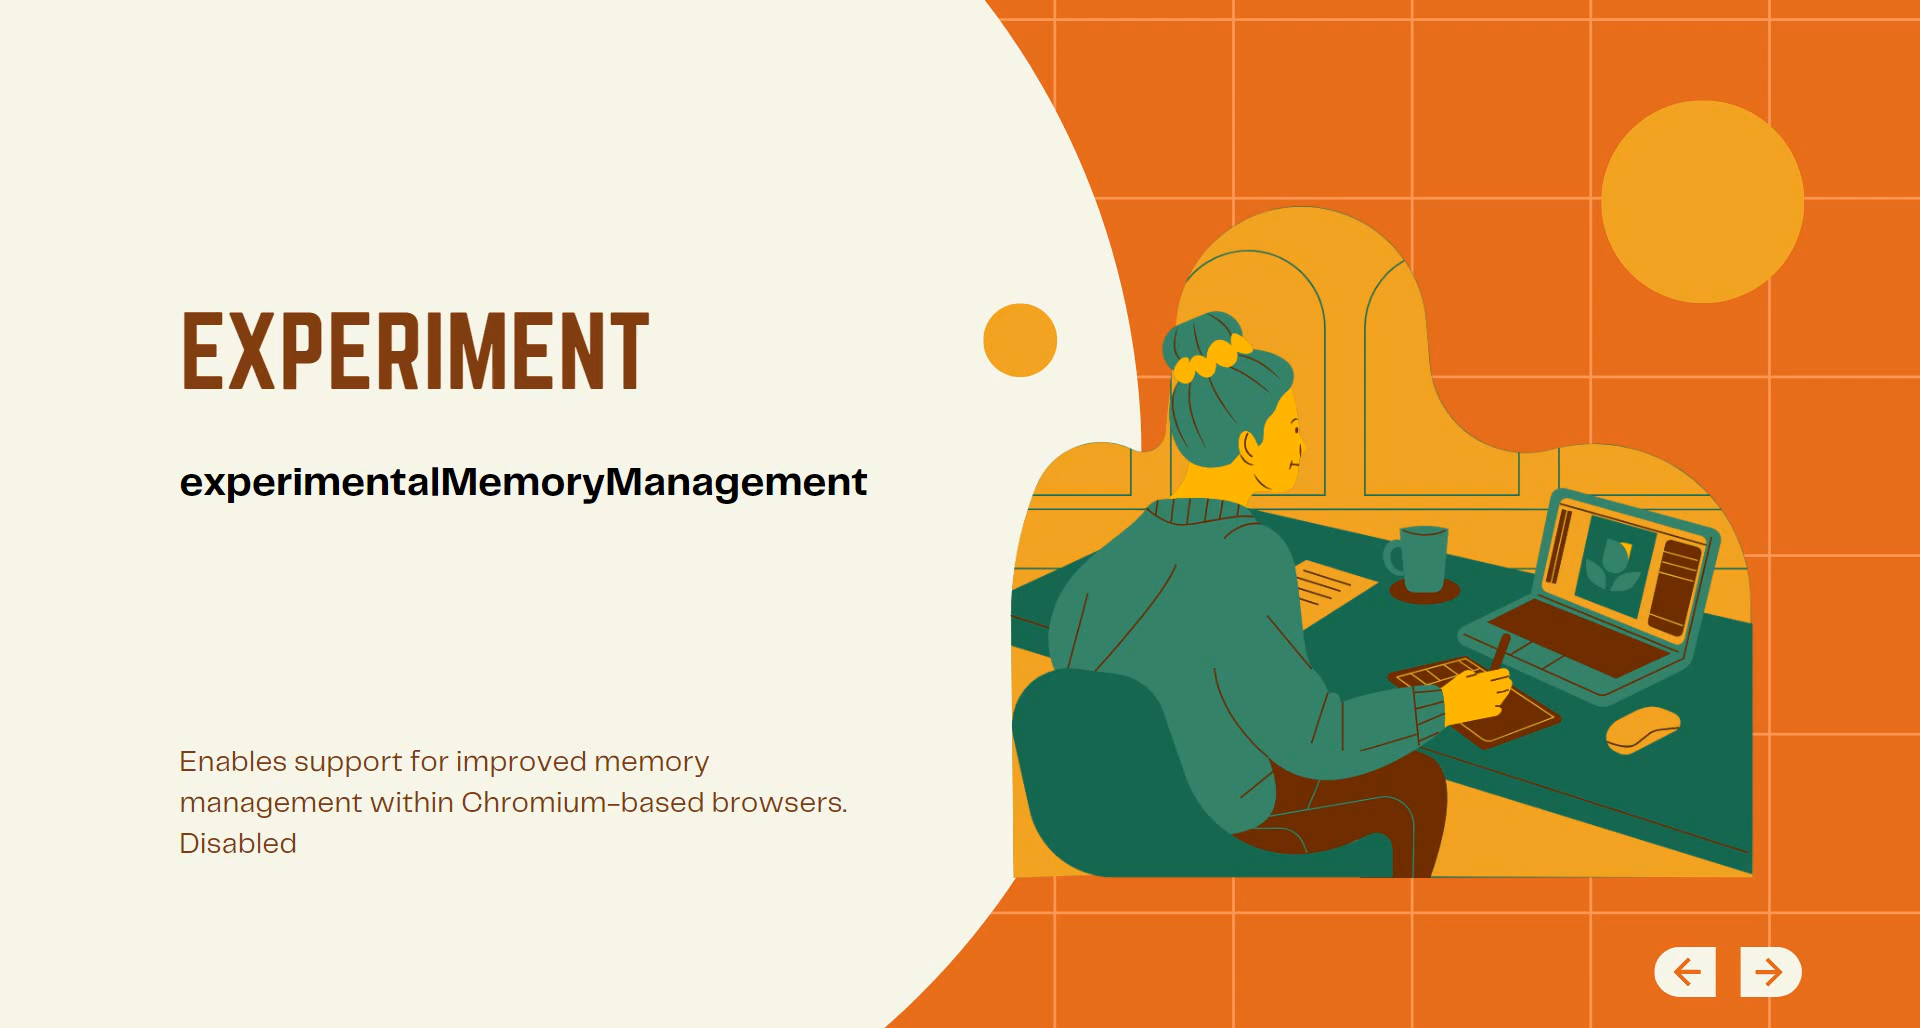 EXPERIMENT
experimentalMemoryManagement
Enables support for improved memory
management within Chromium-based browsers.
Disabled